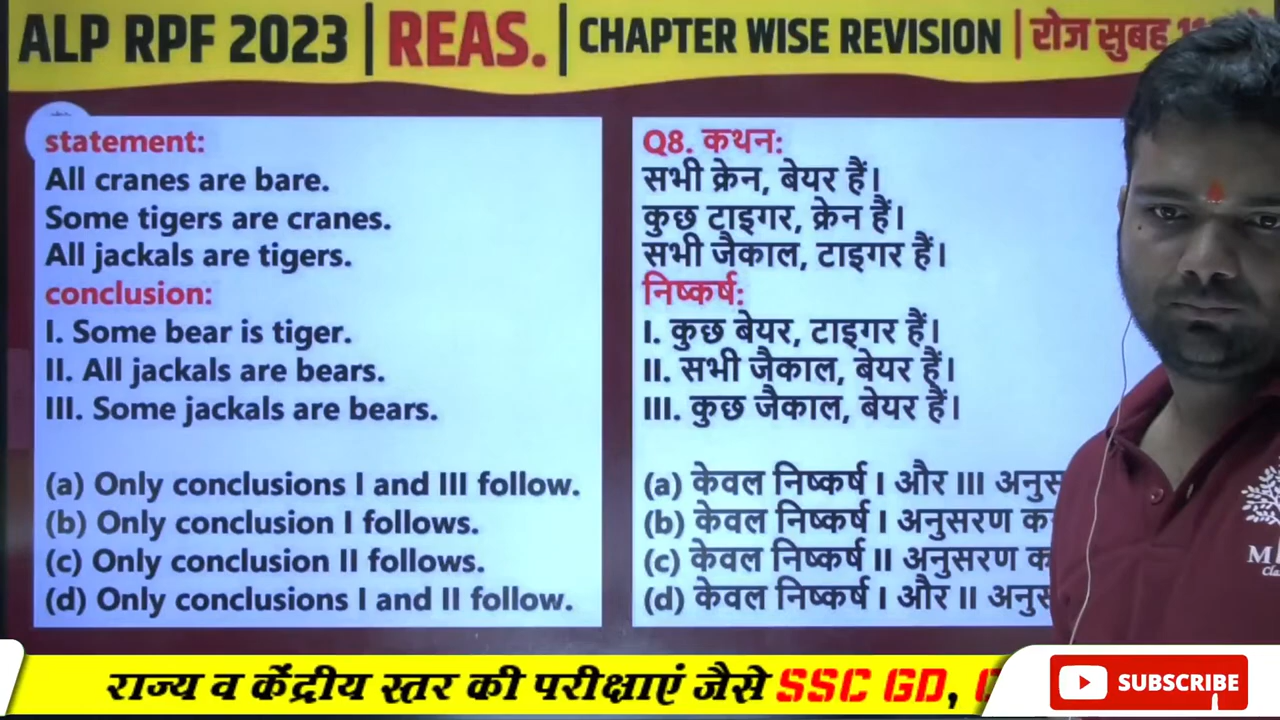 ALP RPF 2023 | REAS. | CHAPTER WISE REVISION | रोज सुबह
statement:
All cranes are bare.
Some tigers are cranes.
All jackals are tigers.
conclusion:
I. Some bear is tiger.
II. All jackals are bears.
III. Some jackals are bears.
(a) Only conclusions I and III follow.
(b) Only conclusion I follows.
(c) Only conclusion II follows.
(d) Only conclusions I and II follow.
Q8. कथन:
सभी क्रेन, बेयर हैं।
कुछ टाइगर, क्रेन हैं।
सभी जैकाल, टाइगर हैं।
निष्कर्ष:
I. कुछ बेयर, टाइगर हैं।
II. सभी जैकाल, बेयर हैं।
III. कुछ जैकाल, बेयर हैं।
(a) केवल निष्कर्ष I और III
(b) केवल निष्कर्ष I अनुसरण
(c) केवल निष्कर्ष II अनुसरण
(d) केवल निष्कर्ष I और II
राज्य व केंद्रीय स्तर की परीक्षाएं जैसे SSC GD,
SUBSCRIBE